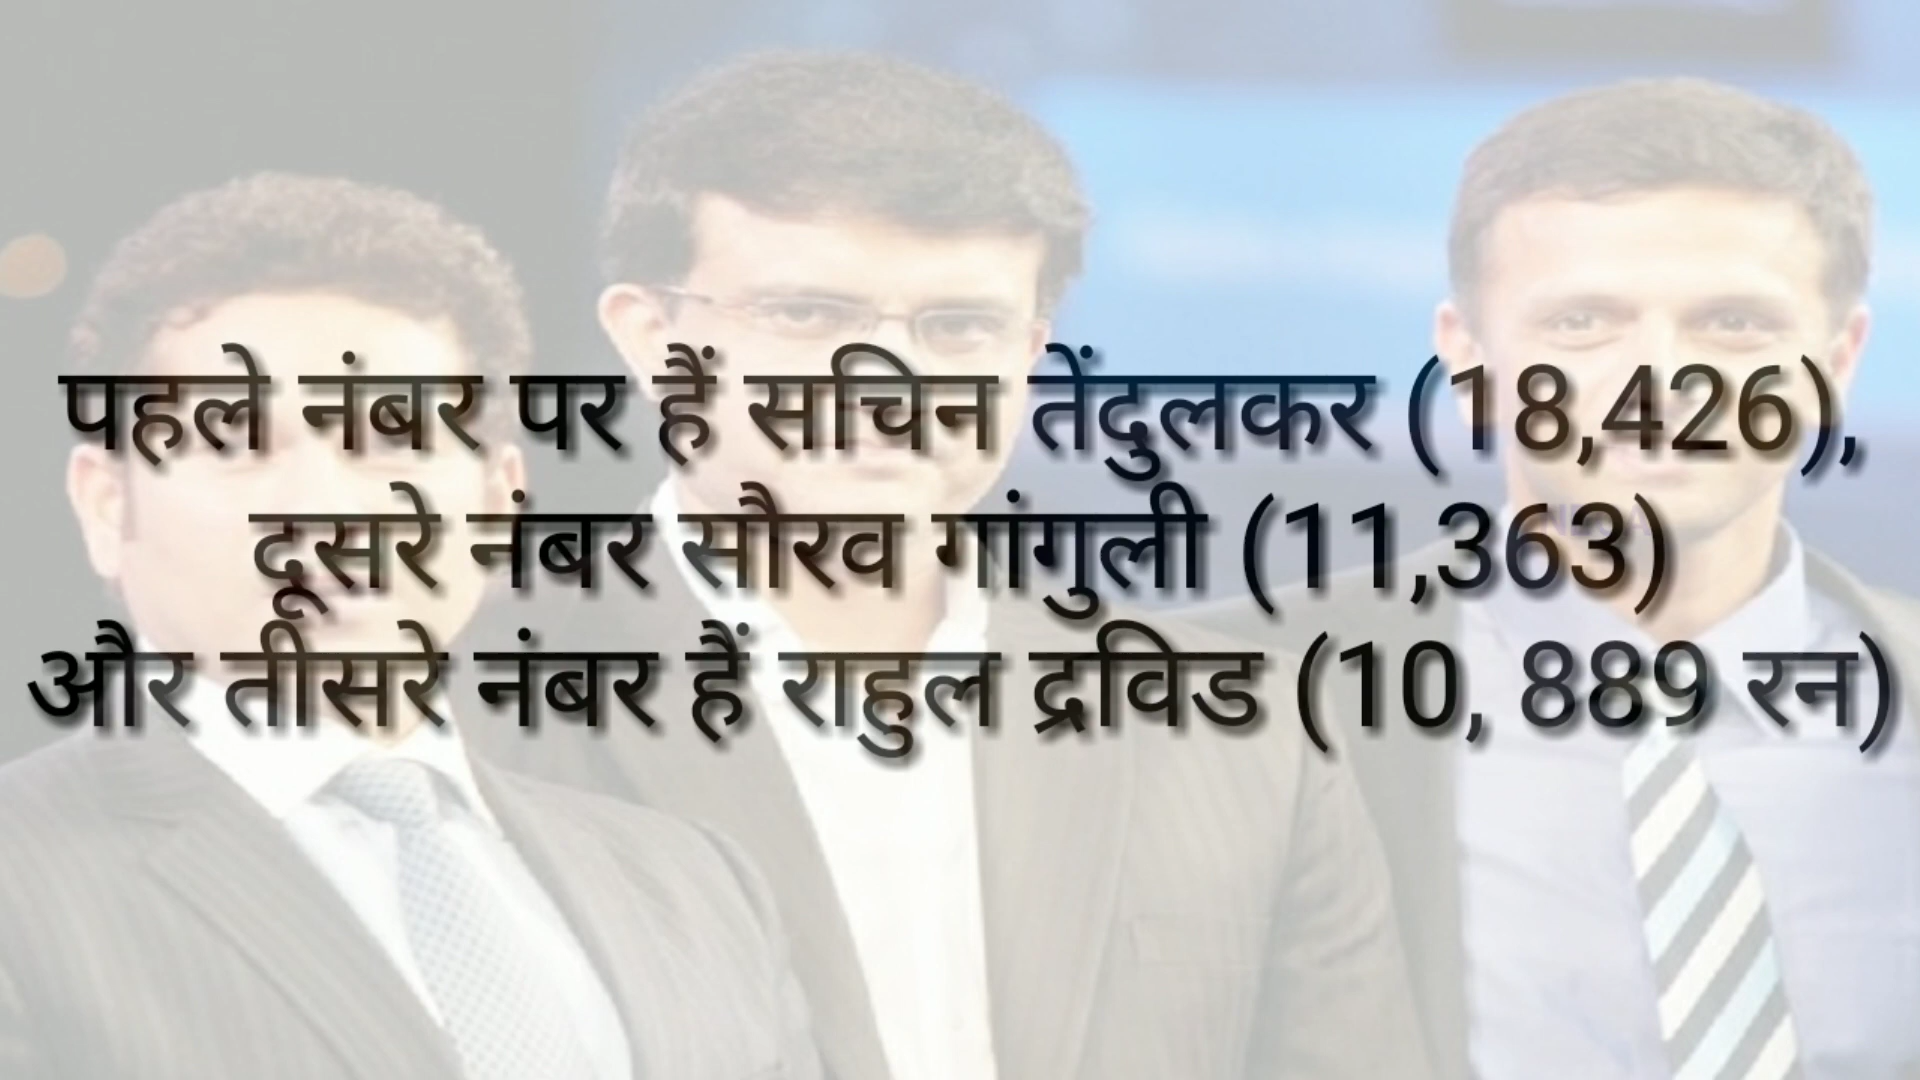 पहले नंबर पर हैं सचिन तेंदुलकर (18,426),
दूसरे नंबर सौरव गांगुली (11,363)
और तीसरे नंबर हैं राहुल द्रविड (10, 889 रन)